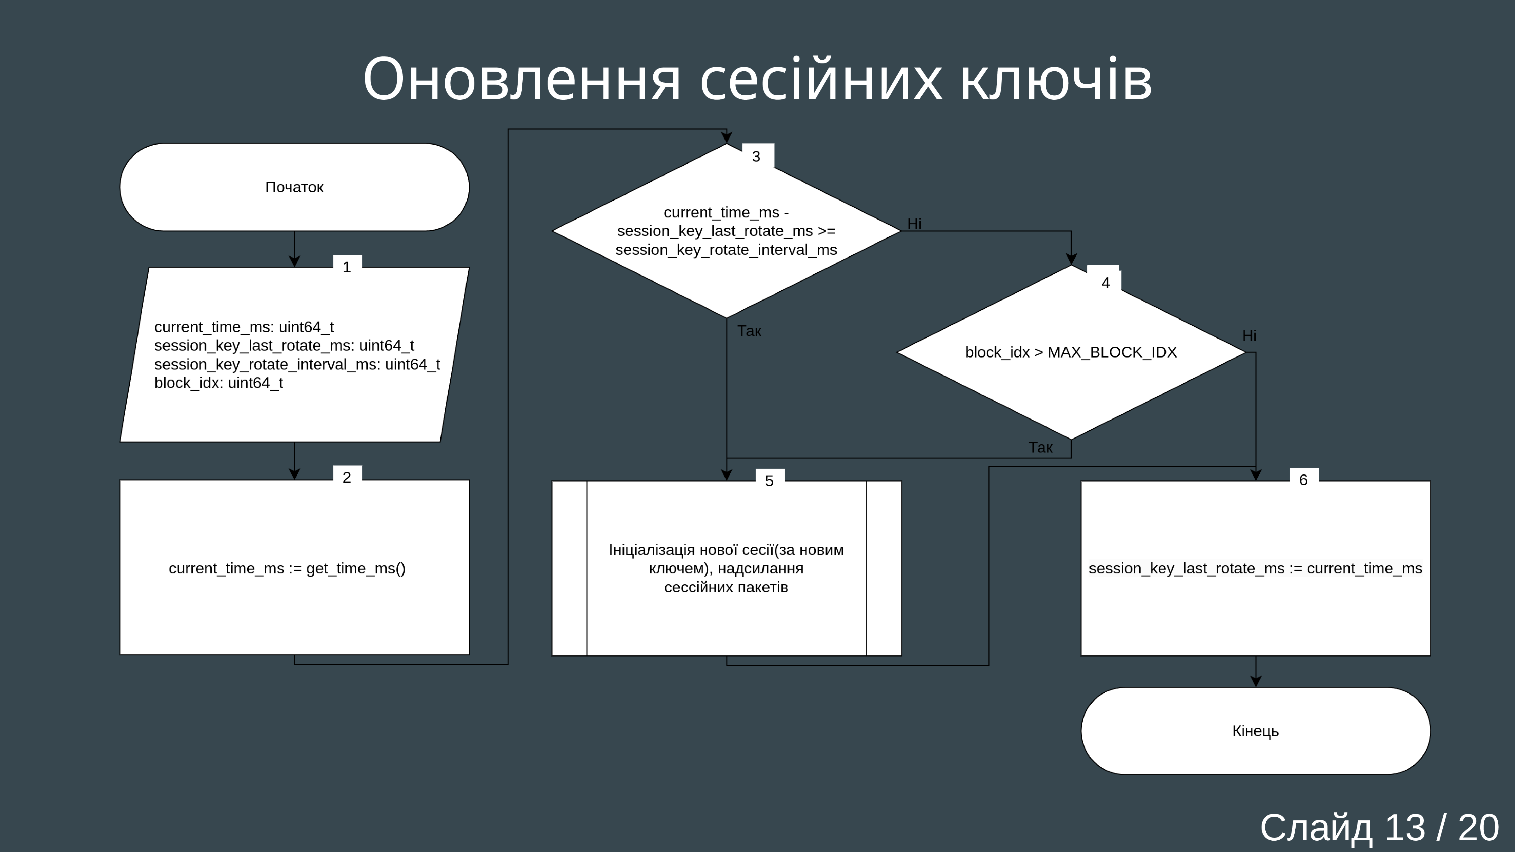 Оновлення сесійних ключів
Початок
1
current_time_ms: uint64_t
session_key_last_rotate_ms: uint64_t
session_key_rotate_interval_ms: uint64_t
block_idx: uint64_t
2
current_time_ms := get_time_ms()
3
current_time_ms -
session_key_last_rotate_ms >=
session_key_rotate_interval_ms
Ні
Так
4
block_idx > MAX_BLOCK_IDX
Ні
Так
5
Ініціалізація нової сесії(за новим
ключем), надсилання
сессійних пакетів
6
session_key_last_rotate_ms := current_time_ms
Кінець
Слайд 13 / 20